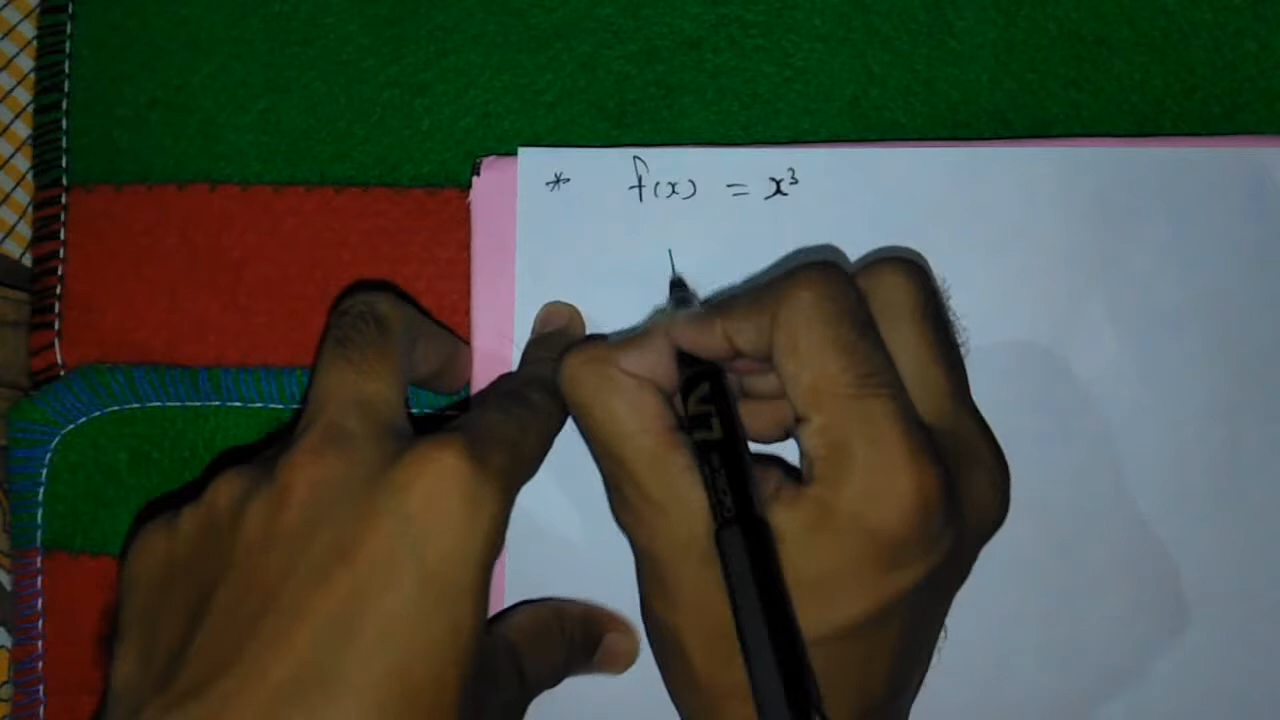 * f(x) = x³